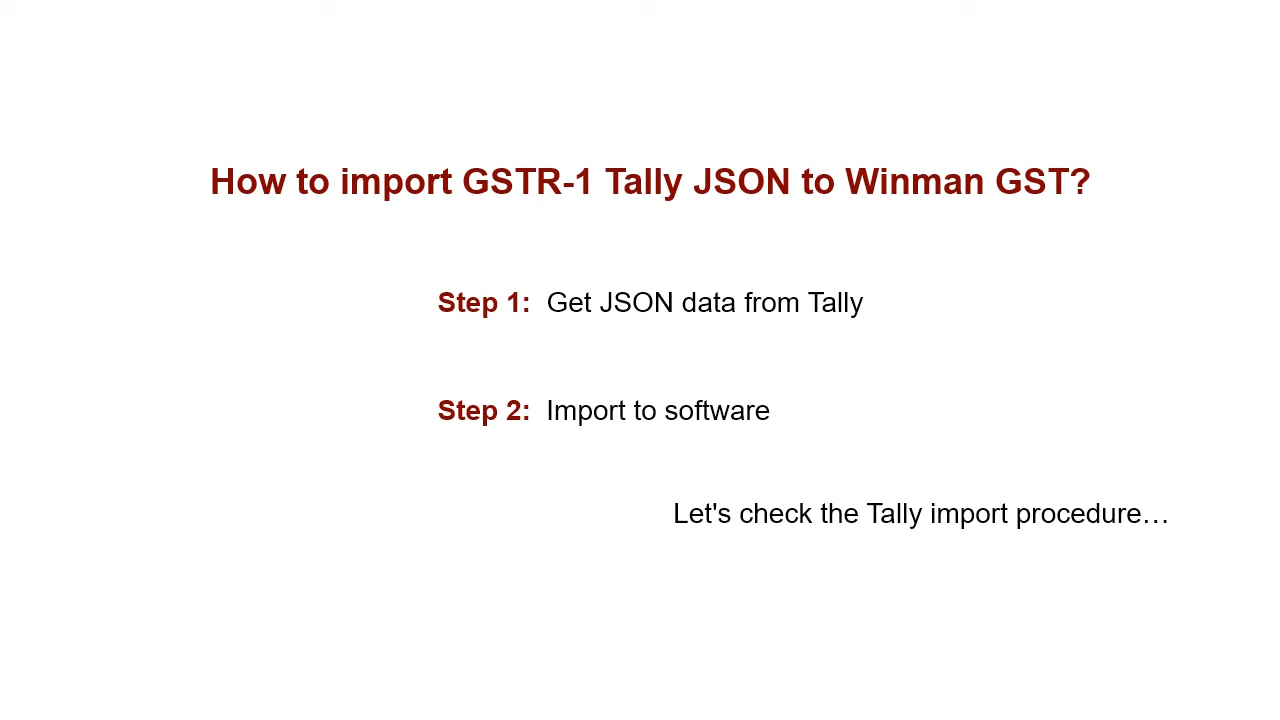 How to import GSTR-1 Tally JSON to Winman GST?
Step 1: Get JSON data from Tally
Step 2: Import to software
Let's check the Tally import procedure…